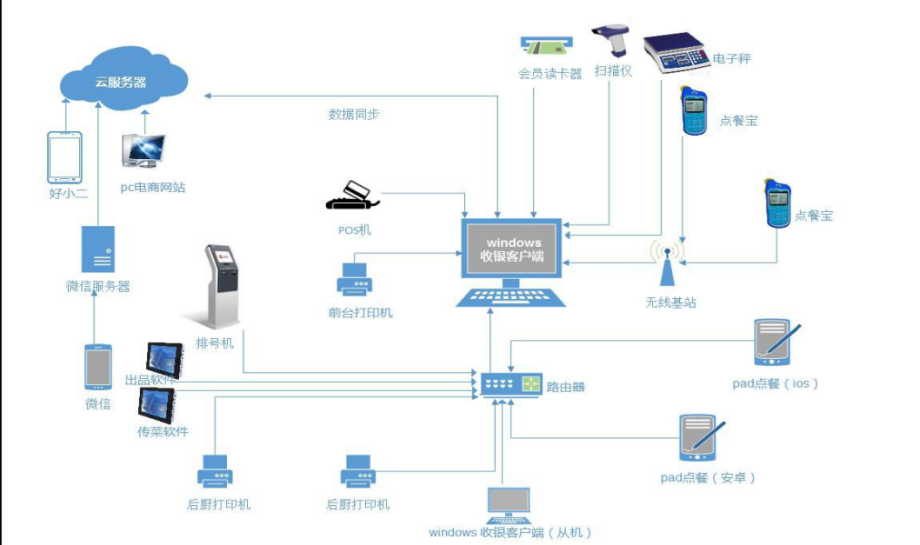 云服务器
会员读卡器
扫描仪
电子秤
数据同步
点餐宝
好小二
pc电商网站
点餐宝
POS机
windows
收银客户端
微信服务器
前台打印机
无线基站
排号机
出品软件
路由器
pad点餐（ios）
微信
传菜软件
pad点餐（安卓）
后厨打印机
后厨打印机
windows 收银客户端（从机）